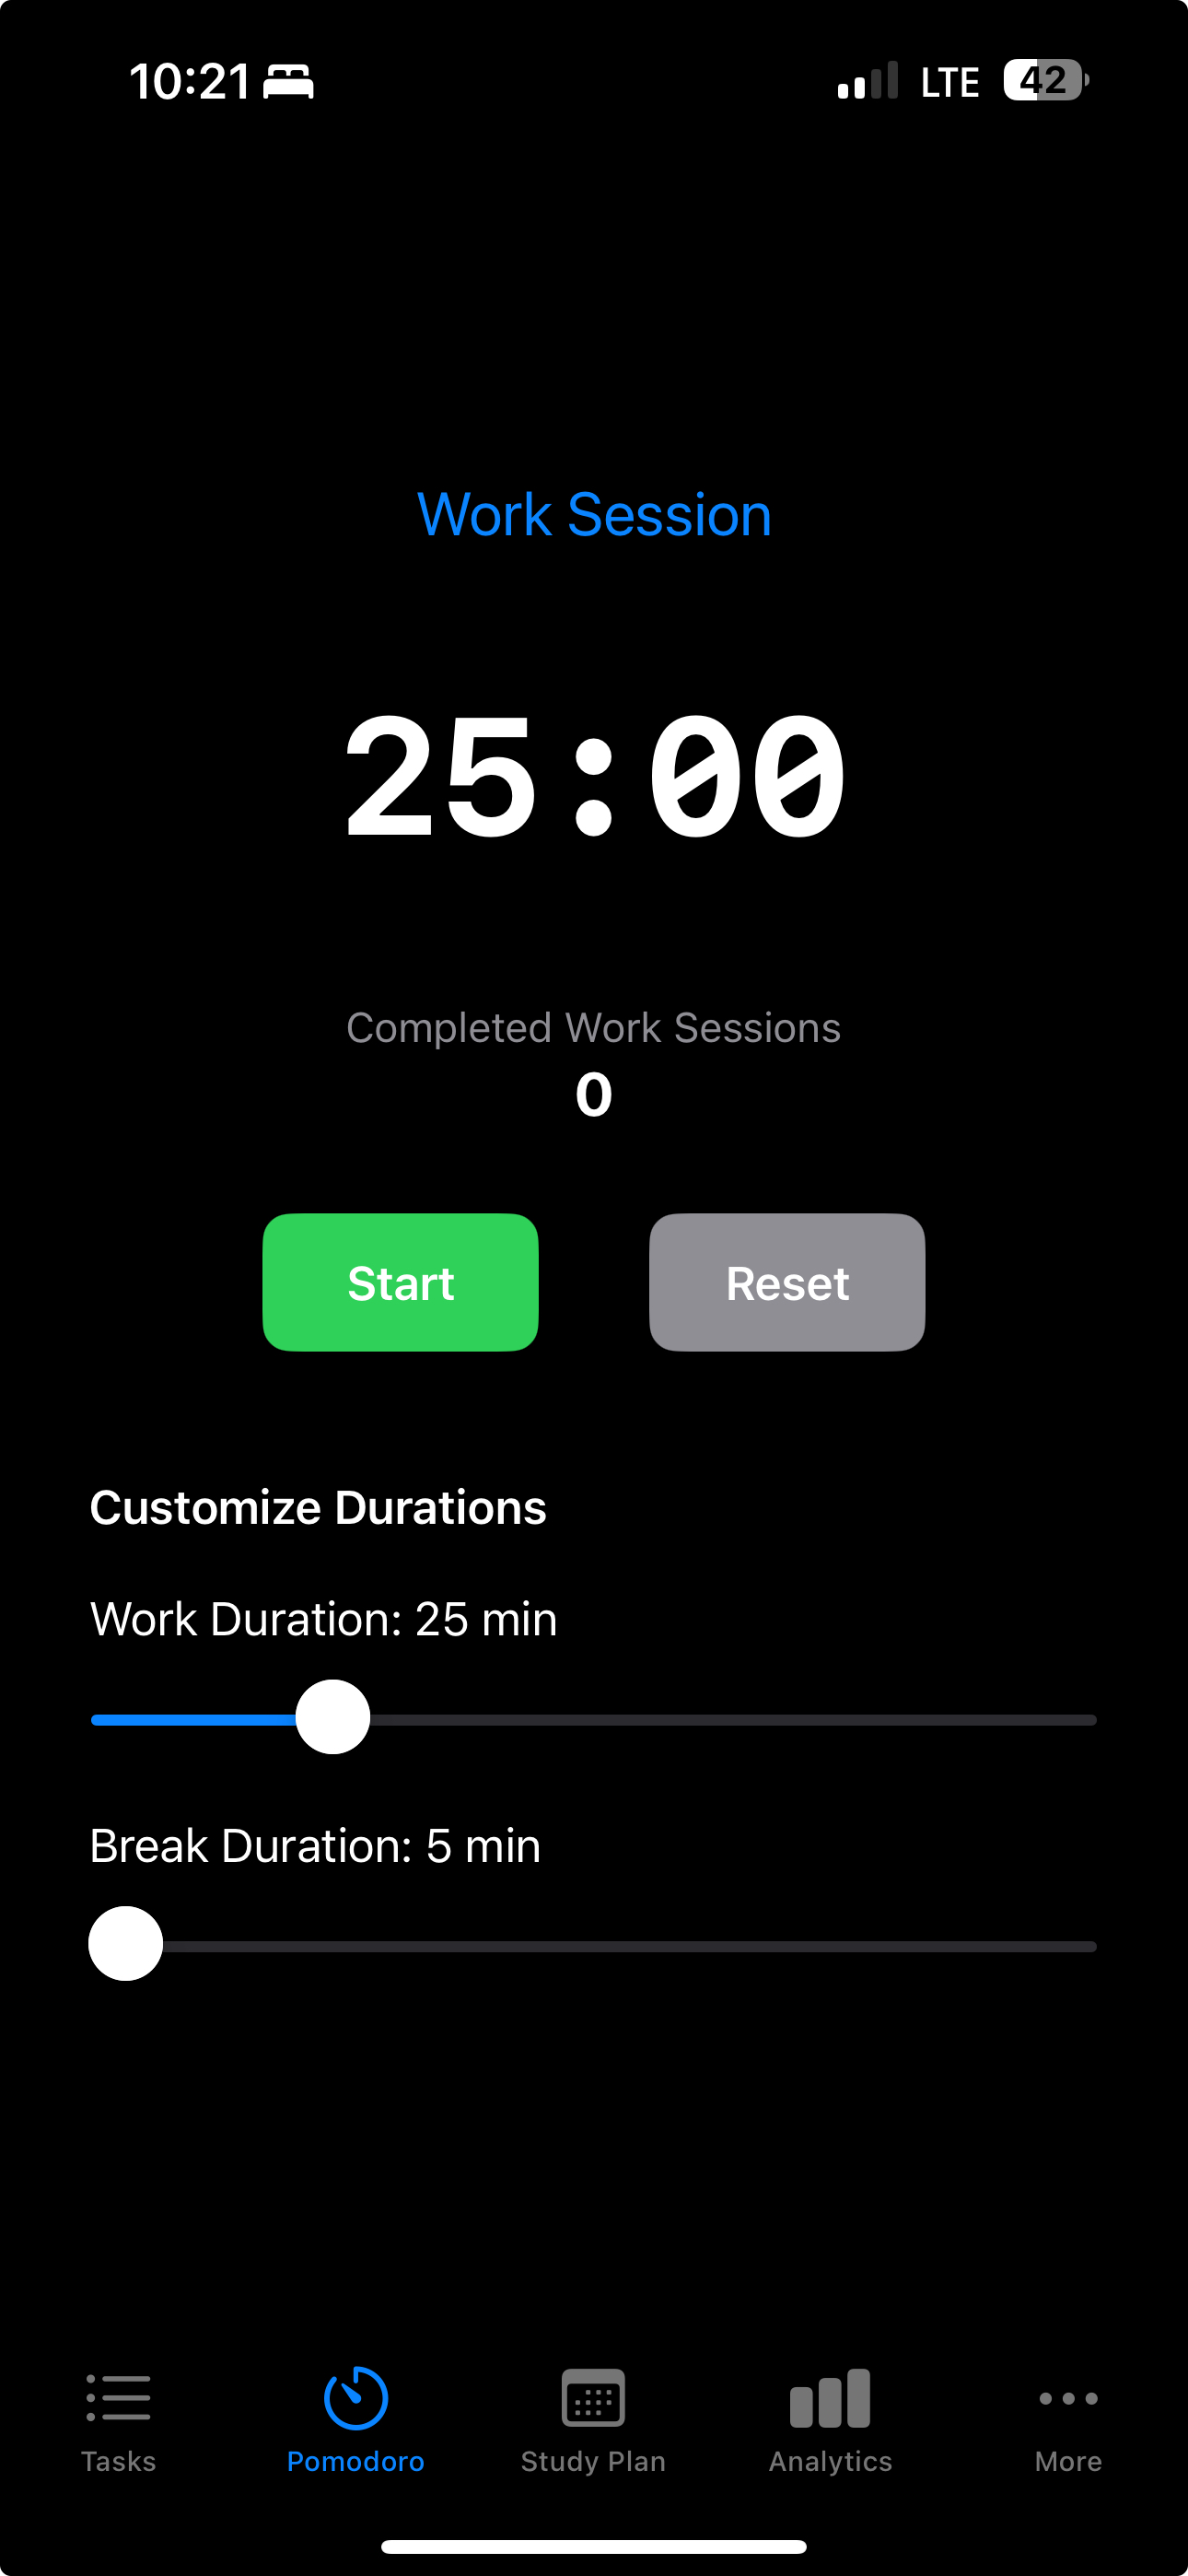 10:21 LTE 42
Work Session
25:00
Completed Work Sessions
0
Start Reset
Customize Durations
Work Duration: 25 min
Break Duration: 5 min
Tasks Pomodoro Study Plan Analytics More